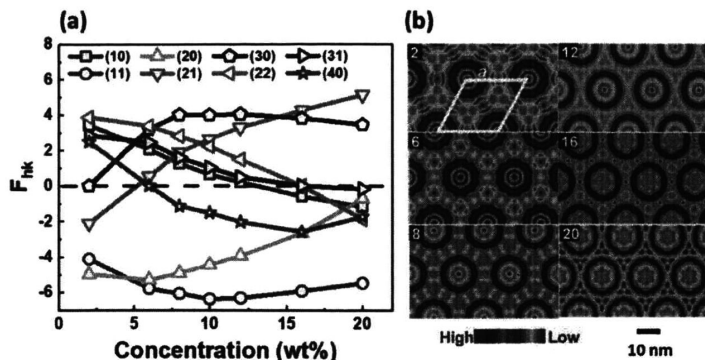 (a)
(b)
8
6
4
2
0
-2
-4
-6
F_hk
(10) (20) (30) (31)
(11) (21) (22) (40)
0 5 10 15 20
Concentration (wt%)
2 12
a
6 16
8 20
High Low
10 nm